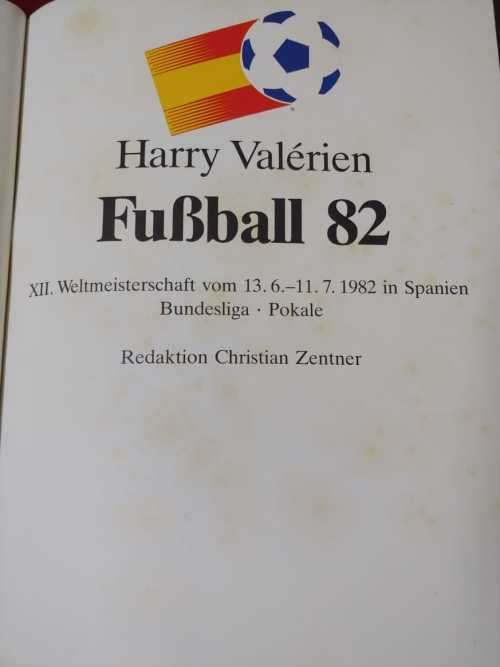 Harry Valérien
Fußball 82
XII. Weltmeisterschaft vom 13. 6.–11. 7. 1982 in Spanien
Bundesliga · Pokale
Redaktion Christian Zentner